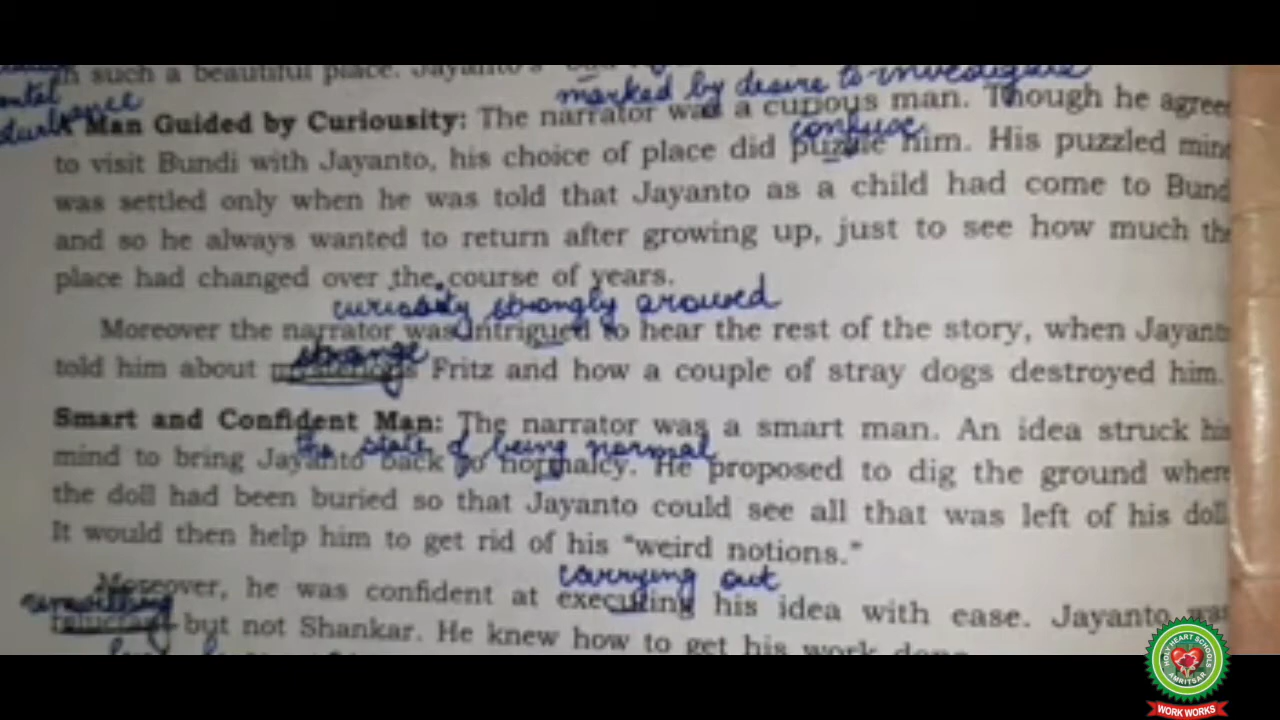 in such a beautiful place. Jayanto's
marked by desire to investigate
A Man Guided by Curiousity: The narrator was a curious man. Though he agree
confuse
to visit Bundi with Jayanto, his choice of place did puzzle him. His puzzled min
was settled only when he was told that Jayanto as a child had come to Bund
and so he always wanted to return after growing up, just to see how much th
place had changed over the course of years.
curiosity strongly aroused
Moreover the narrator was intrigued to hear the rest of the story, when Jayant
strange
told him about mysterious Fritz and how a couple of stray dogs destroyed him.
Smart and Confident Man: The narrator was a smart man. An idea struck his
the state of being normal
mind to bring Jayanto back to normalcy. He proposed to dig the ground where
the doll had been buried so that Jayanto could see all that was left of his doll.
It would then help him to get rid of his "weird notions."
carrying out
Moreover, he was confident at executing his idea with ease. Jayanto was
unwilling
reluctant but not Shankar. He knew how to get his work done
HOLY HEART SCHOOLS
AMRITSAR
WORK WORKS